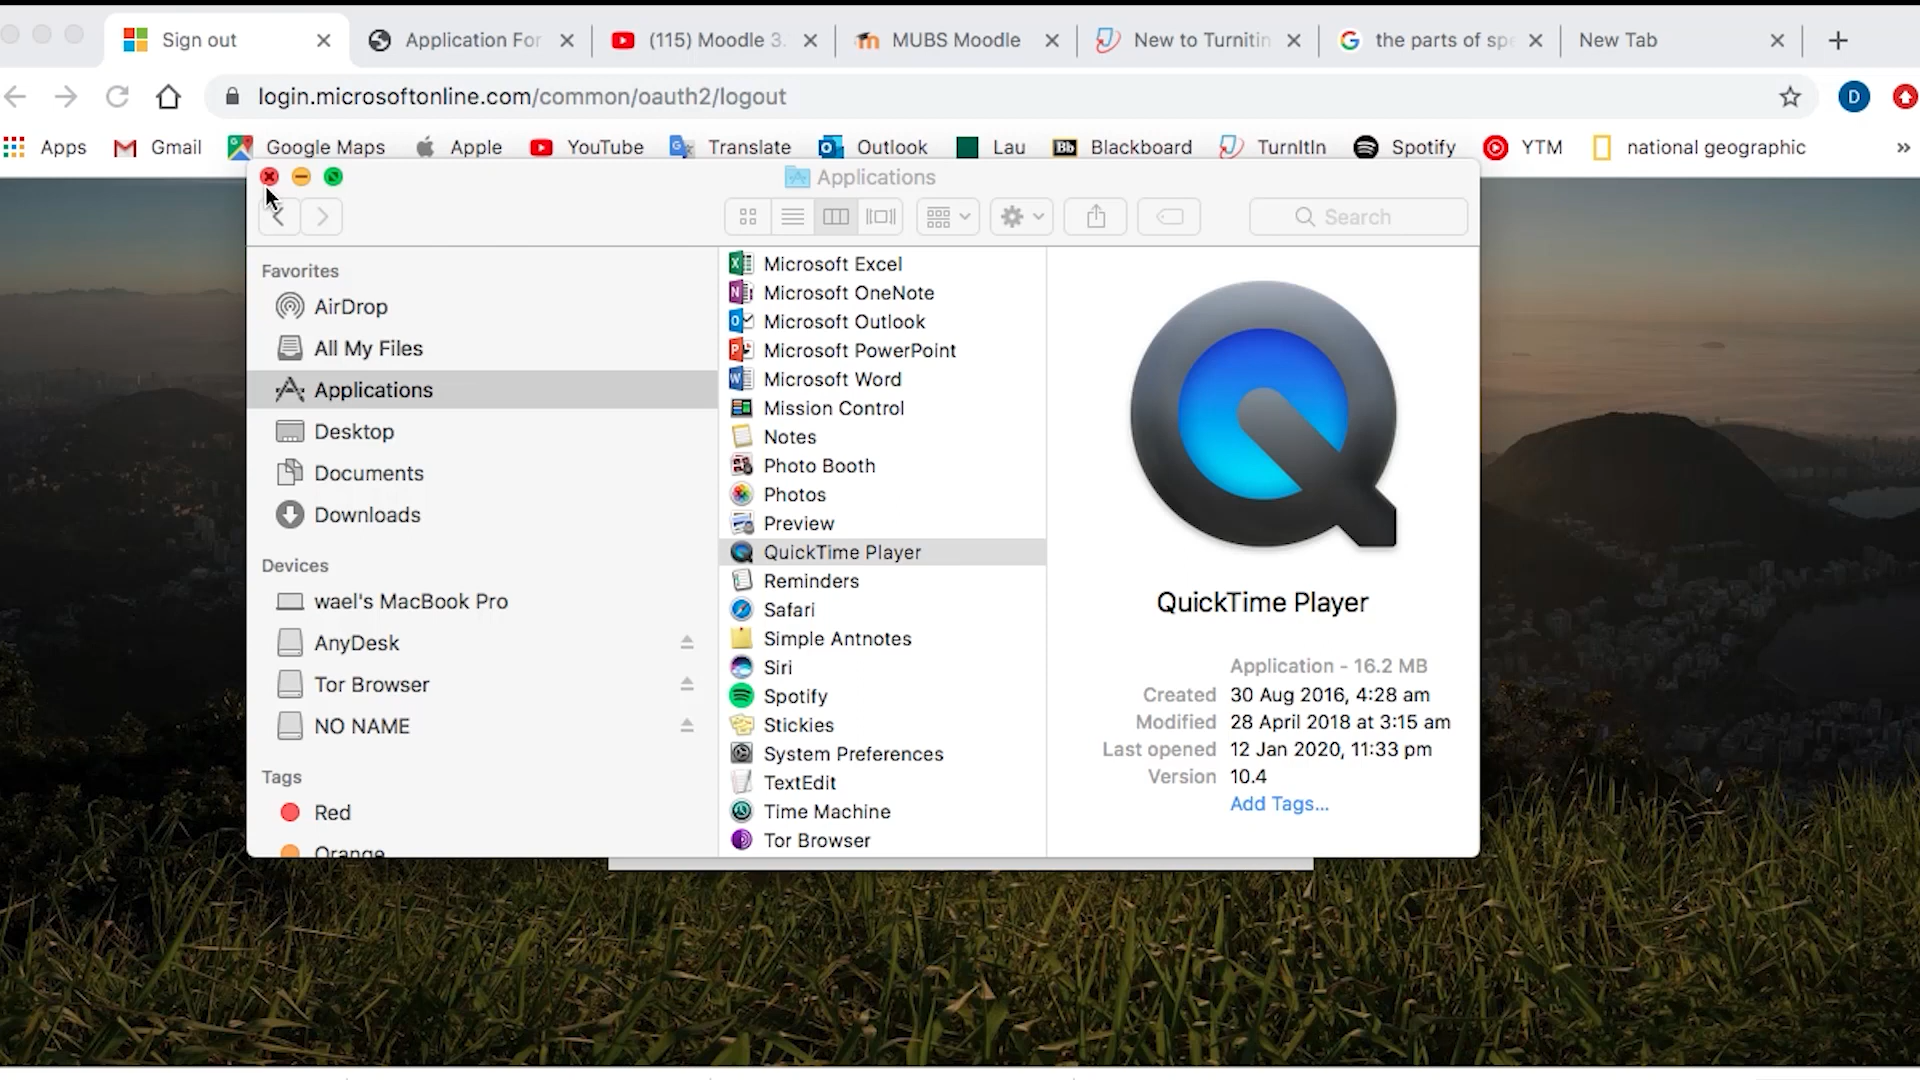 Sign out
Application For
(115) Moodle 3.
MUBS Moodle
New to Turnitin
the parts of spe
New Tab
login.microsoftonline.com/common/oauth2/logout
D
Apps
Gmail
Google Maps
Apple
YouTube
Translate
Outlook
Lau
Bb
Blackboard
TurnItIn
Spotify
YTM
national geographic
»
Applications
Search
Favorites
AirDrop
All My Files
Applications
Desktop
Documents
Downloads
Devices
wael's MacBook Pro
AnyDesk
Tor Browser
NO NAME
Tags
Red
Orange
Microsoft Excel
Microsoft OneNote
Microsoft Outlook
Microsoft PowerPoint
Microsoft Word
Mission Control
Notes
Photo Booth
Photos
Preview
QuickTime Player
Reminders
Safari
Simple Antnotes
Siri
Spotify
Stickies
System Preferences
TextEdit
Time Machine
Tor Browser
QuickTime Player
Application - 16.2 MB
Created 30 Aug 2016, 4:28 am
Modified 28 April 2018 at 3:15 am
Last opened 12 Jan 2020, 11:33 pm
Version 10.4
Add Tags...